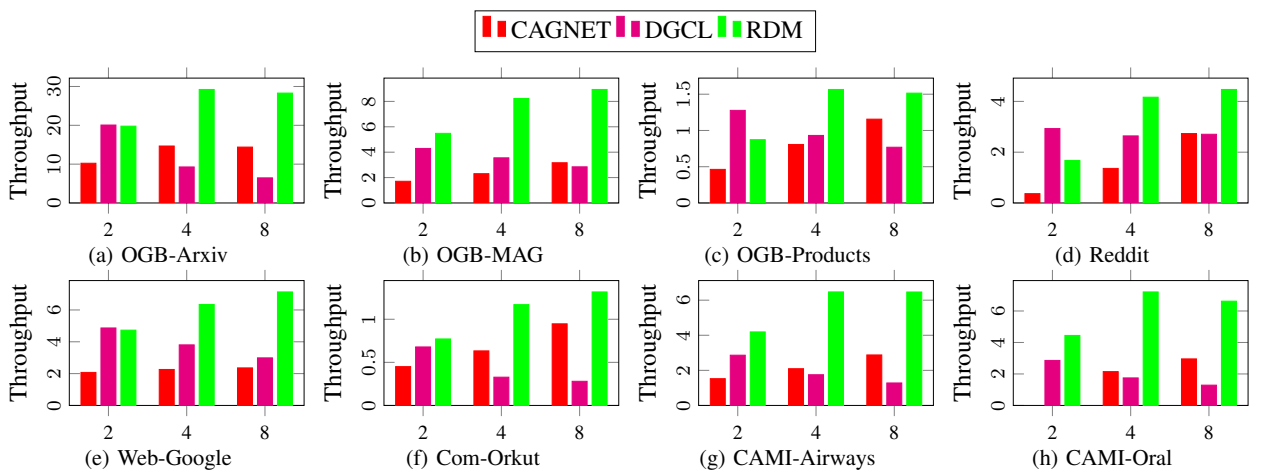 CAGNET DGCL RDM
Throughput
0 10 20 30
2 4 8
(a) OGB-Arxiv
Throughput
0 2 4 6 8
2 4 8
(b) OGB-MAG
Throughput
0 0.5 1 1.5
2 4 8
(c) OGB-Products
Throughput
0 2 4
2 4 8
(d) Reddit
Throughput
0 2 4 6
2 4 8
(e) Web-Google
Throughput
0 0.5 1
2 4 8
(f) Com-Orkut
Throughput
0 2 4 6
2 4 8
(g) CAMI-Airways
Throughput
0 2 4 6
2 4 8
(h) CAMI-Oral